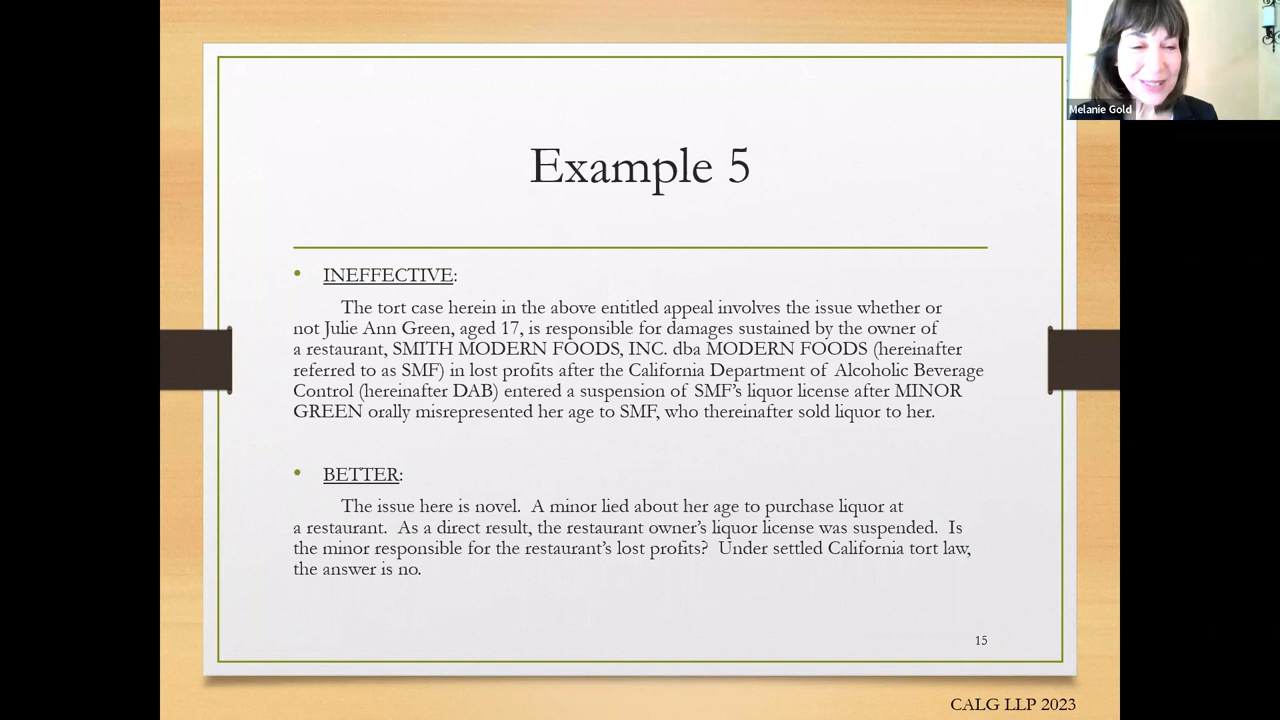 Melanie Gold
Example 5
• INEFFECTIVE:
The tort case herein in the above entitled appeal involves the issue whether or
not Julie Ann Green, aged 17, is responsible for damages sustained by the owner of
a restaurant, SMITH MODERN FOODS, INC. dba MODERN FOODS (hereinafter
referred to as SMF) in lost profits after the California Department of Alcoholic Beverage
Control (hereinafter DAB) entered a suspension of SMF’s liquor license after MINOR
GREEN orally misrepresented her age to SMF, who thereinafter sold liquor to her.
• BETTER:
The issue here is novel. A minor lied about her age to purchase liquor at
a restaurant. As a direct result, the restaurant owner’s liquor license was suspended. Is
the minor responsible for the restaurant’s lost profits? Under settled California tort law,
the answer is no.
15
CALG LLP 2023